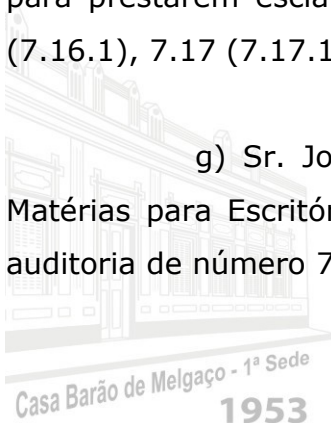 para prestarem escla
(7.16.1), 7.17 (7.17.1
g) Sr. Jo
Matérias para Escritór
auditoria de número 7
Casa Barão de Melgaço - 1ª Sede
1953